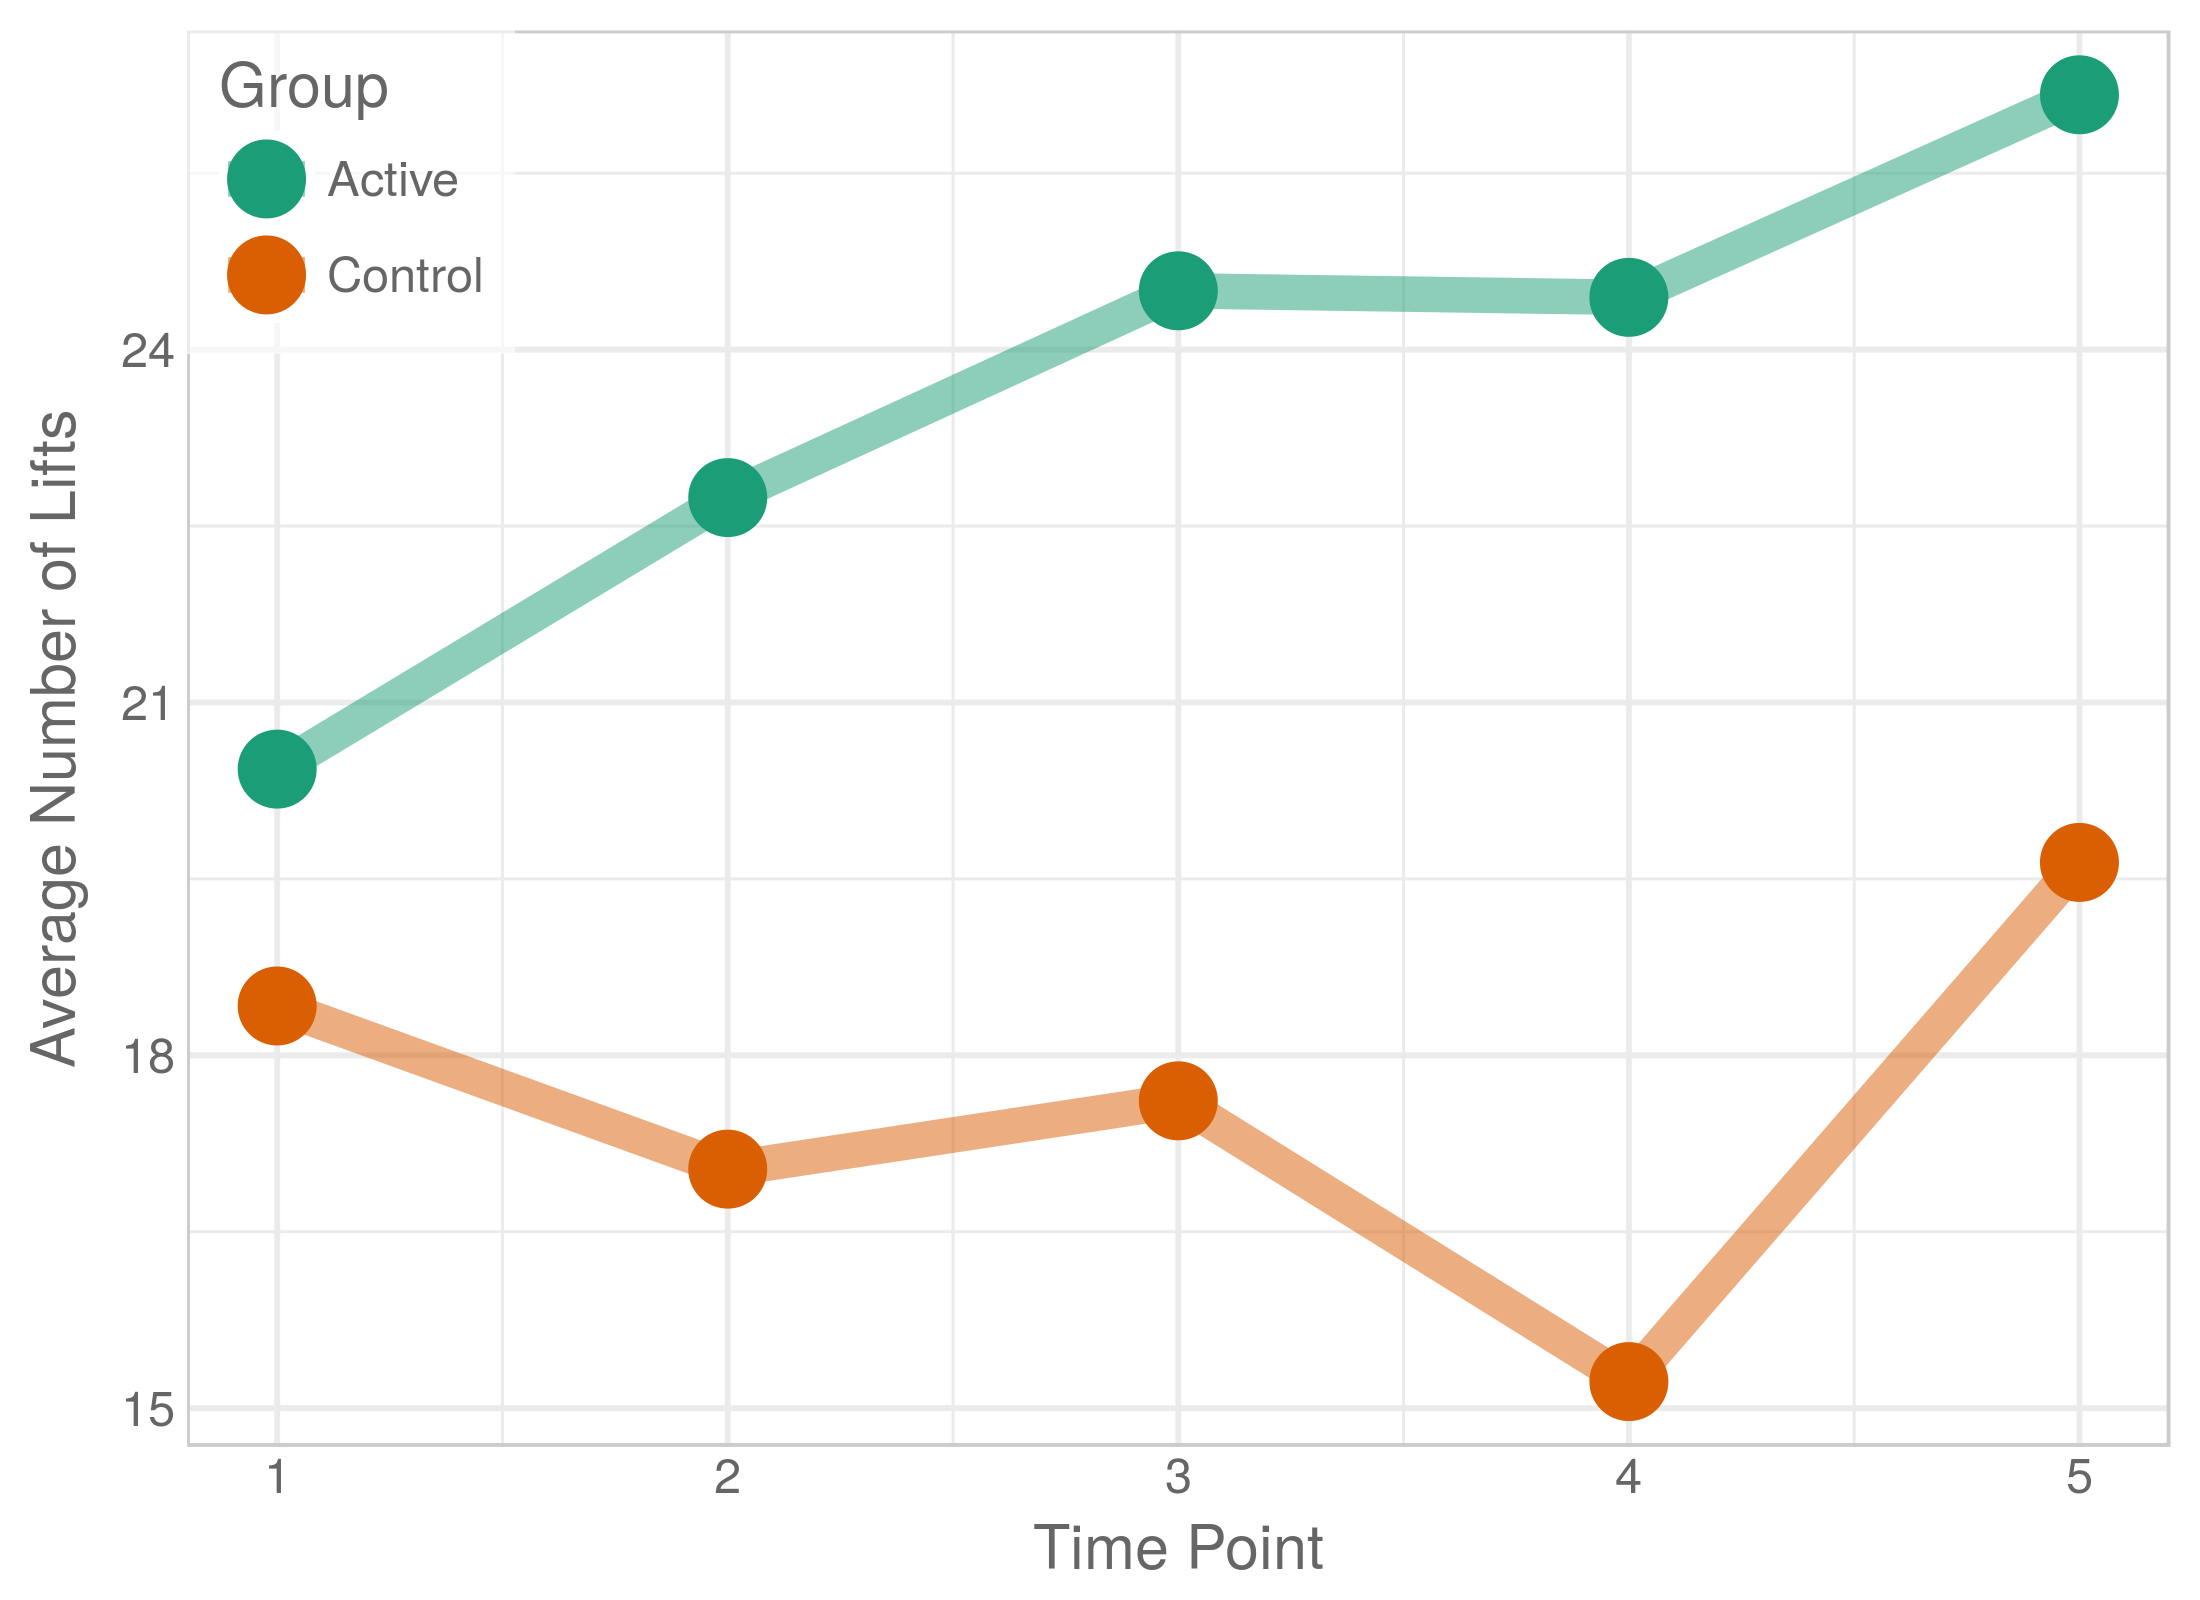 Group
Active
Control
24
21
18
15
Average Number of Lifts
1 2 3 4 5
Time Point